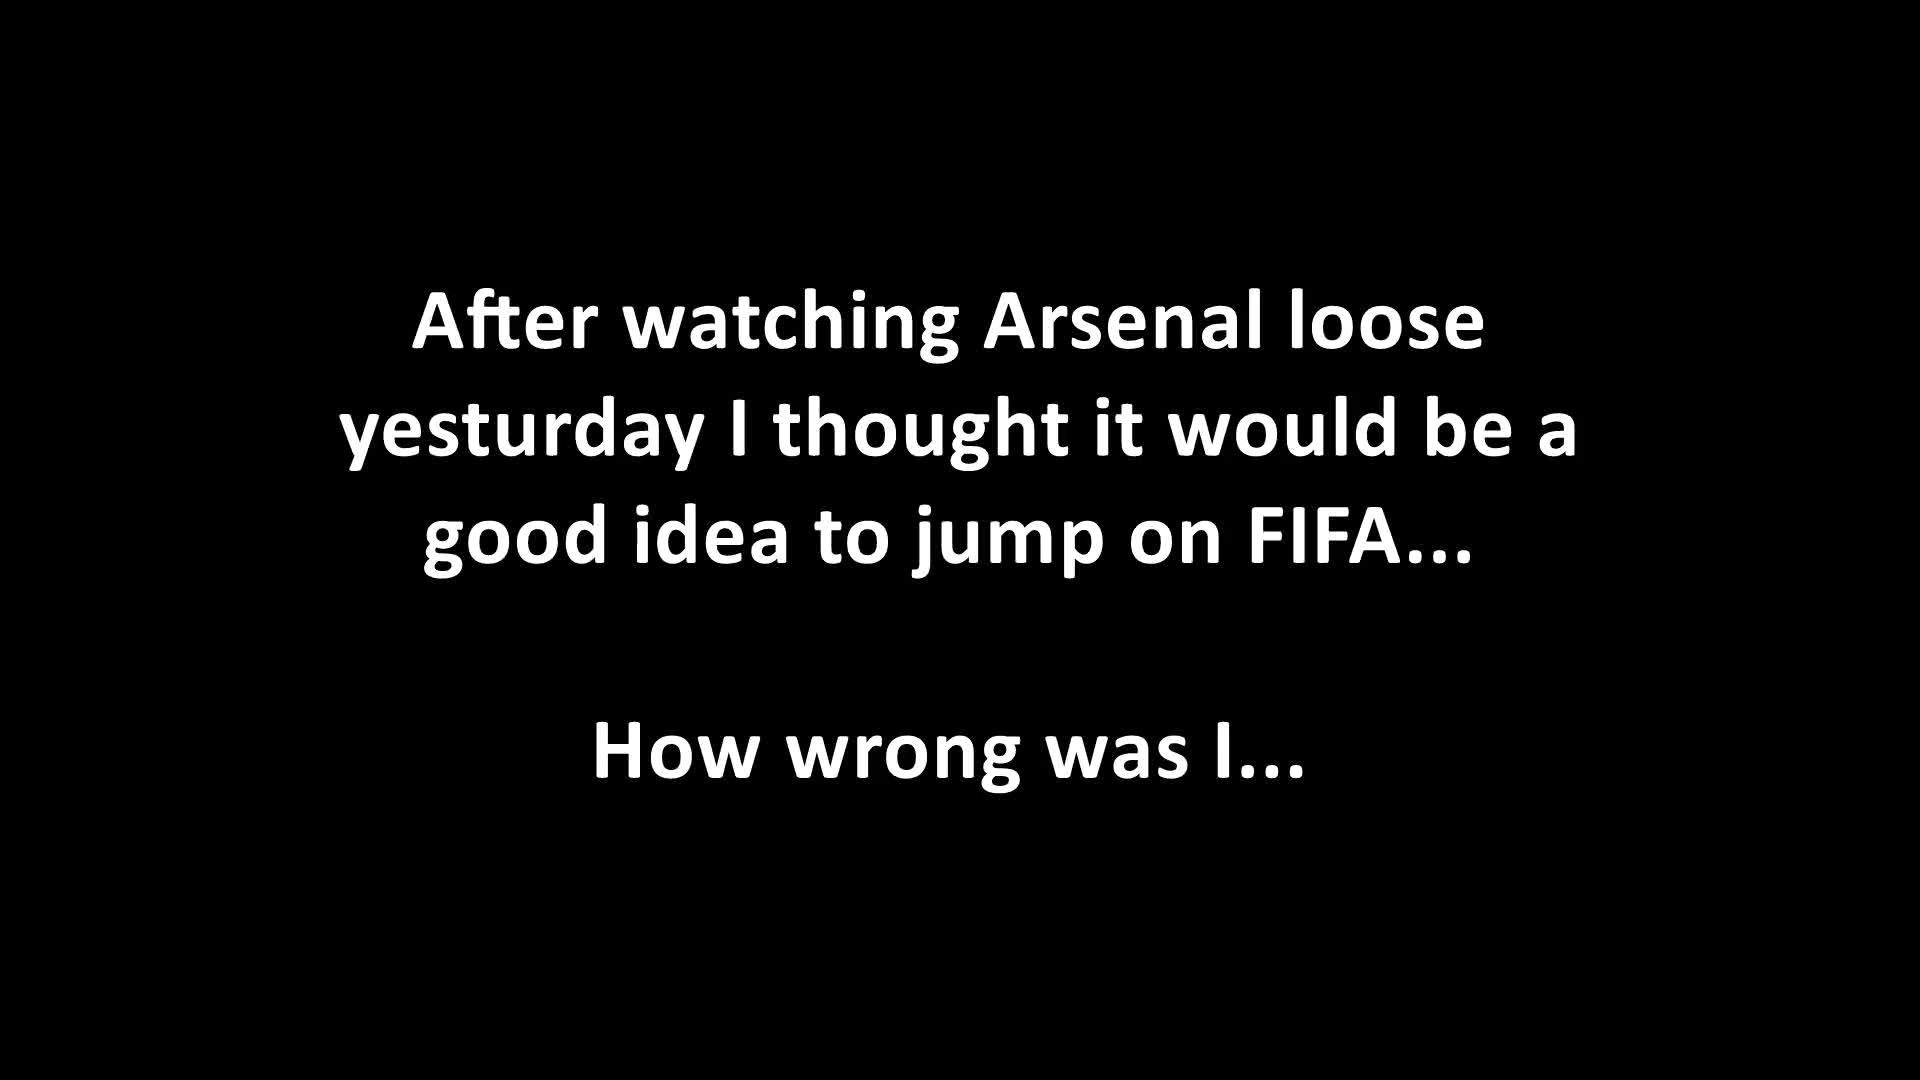 After watching Arsenal loose
yesturday I thought it would be a
good idea to jump on FIFA...
How wrong was I...